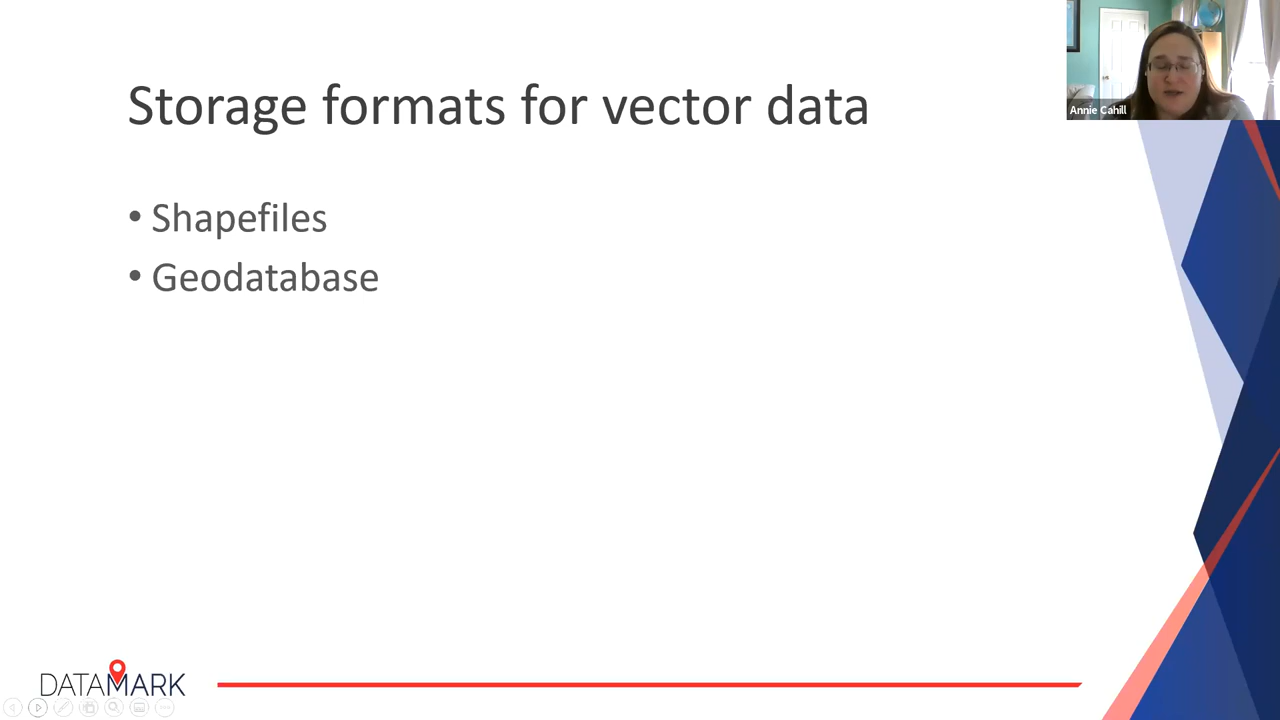 Storage formats for vector data
Annie Cahill
• Shapefiles
• Geodatabase
DATAMARK